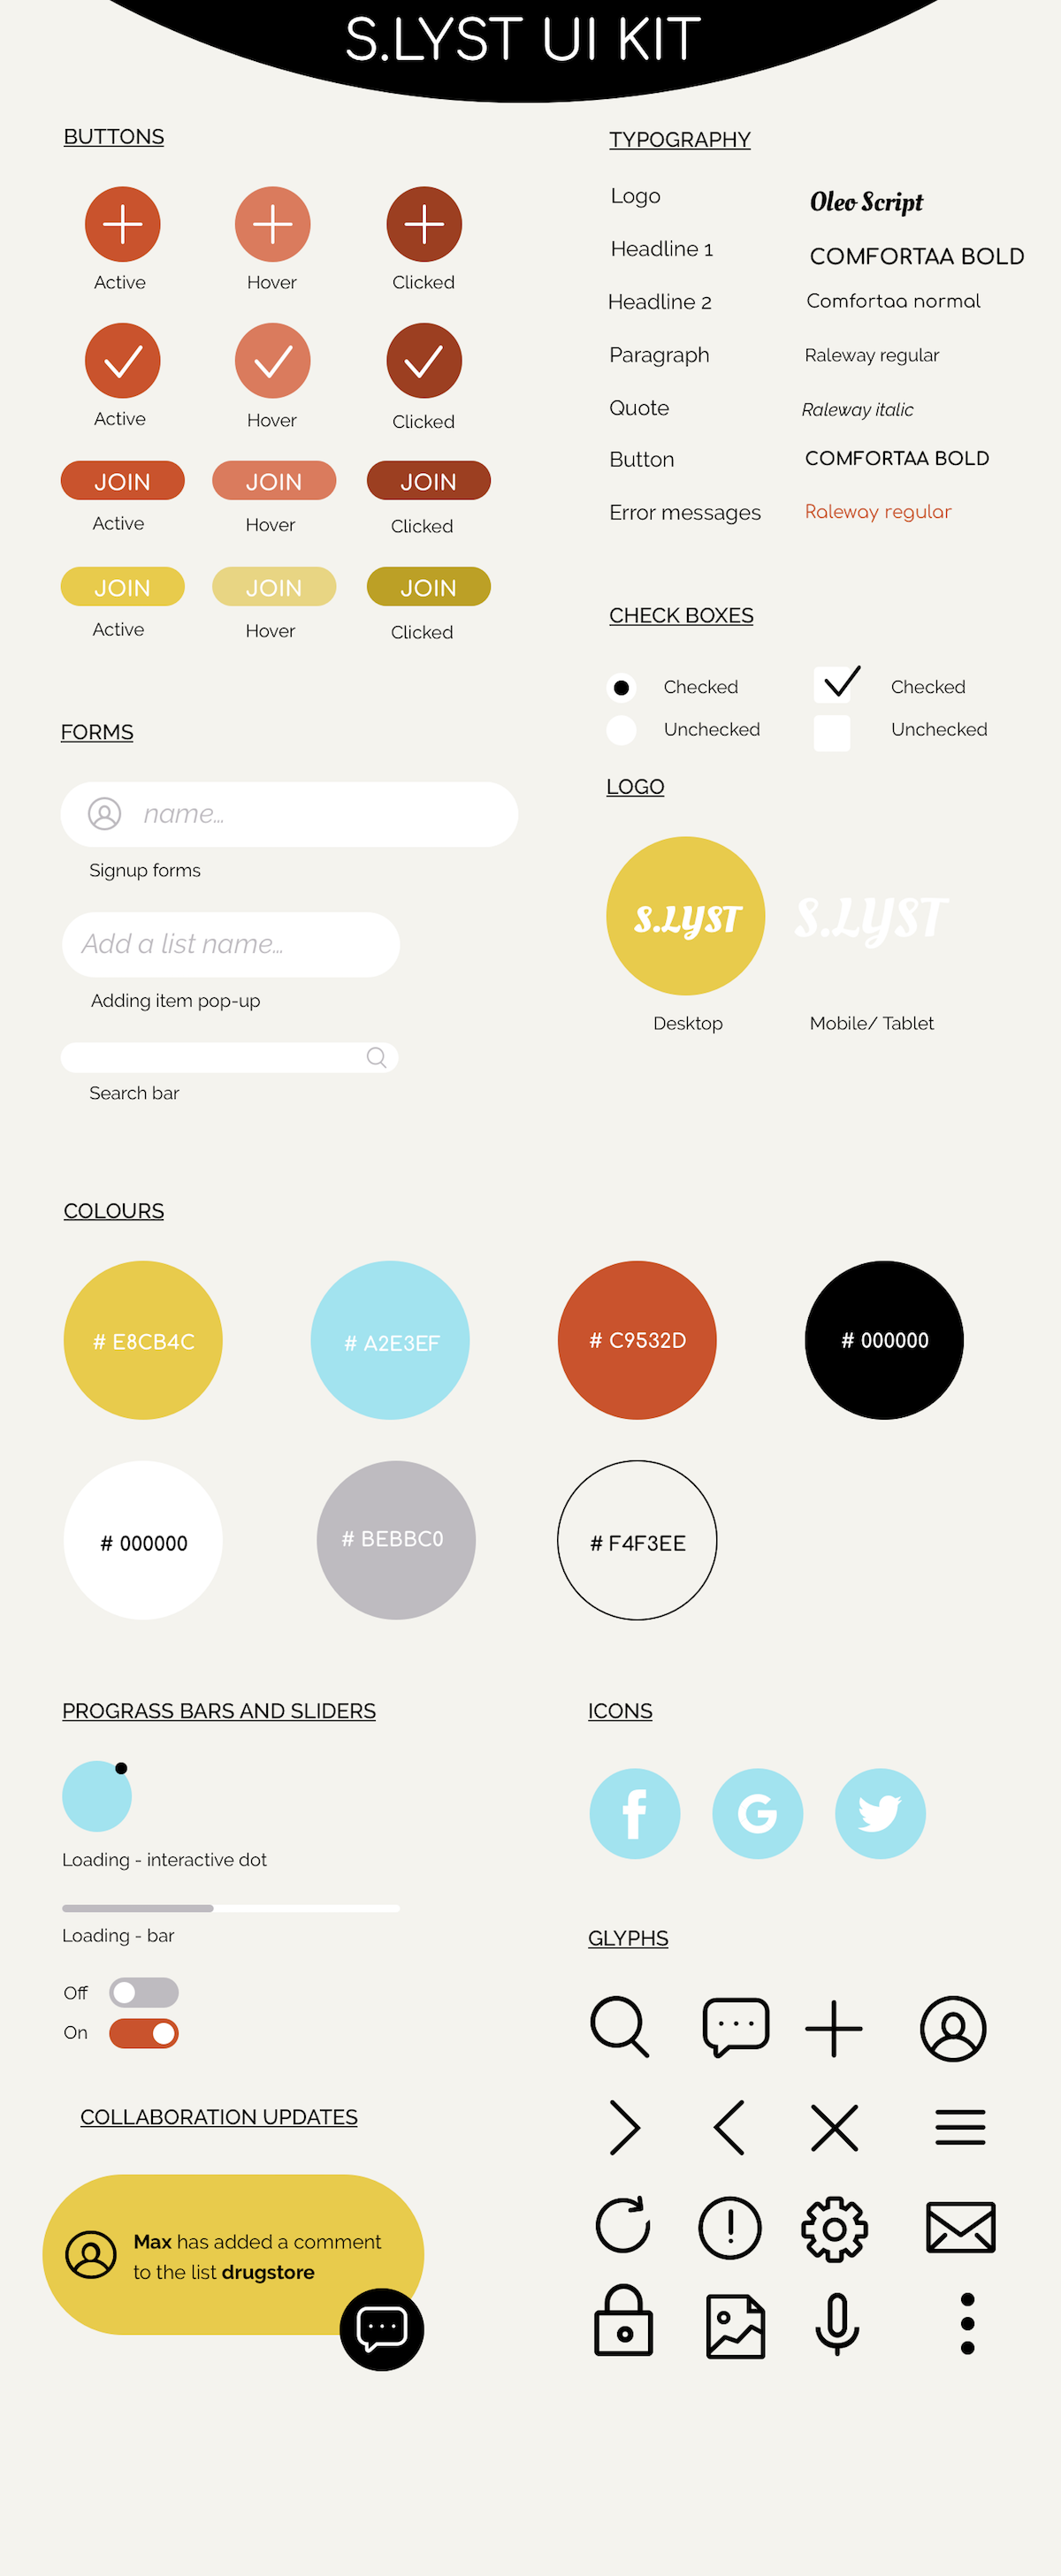 S.LYST UI KIT
BUTTONS
Active
Hover
Clicked
Active
Hover
Clicked
JOIN
JOIN
JOIN
Active
Hover
Clicked
JOIN
JOIN
JOIN
Active
Hover
Clicked
TYPOGRAPHY
Logo
Oleo Script
Headline 1
COMFORTAA BOLD
Headline 2
Comfortaa normal
Paragraph
Raleway regular
Quote
Raleway italic
Button
COMFORTAA BOLD
Error messages
Raleway regular
CHECK BOXES
Checked
Checked
Unchecked
Unchecked
FORMS
name...
Signup forms
Add a list name...
Adding item pop-up
Search bar
LOGO
S.LYST
S.LYST
Desktop
Mobile/ Tablet
COLOURS
# E8CB4C
# A2E3EF
# C9532D
# 000000
# 000000
# BEBBC0
# F4F3EE
PROGRASS BARS AND SLIDERS
Loading - interactive dot
Loading - bar
Off
On
ICONS
f
G
GLYPHS
COLLABORATION UPDATES
Max has added a comment
to the list drugstore